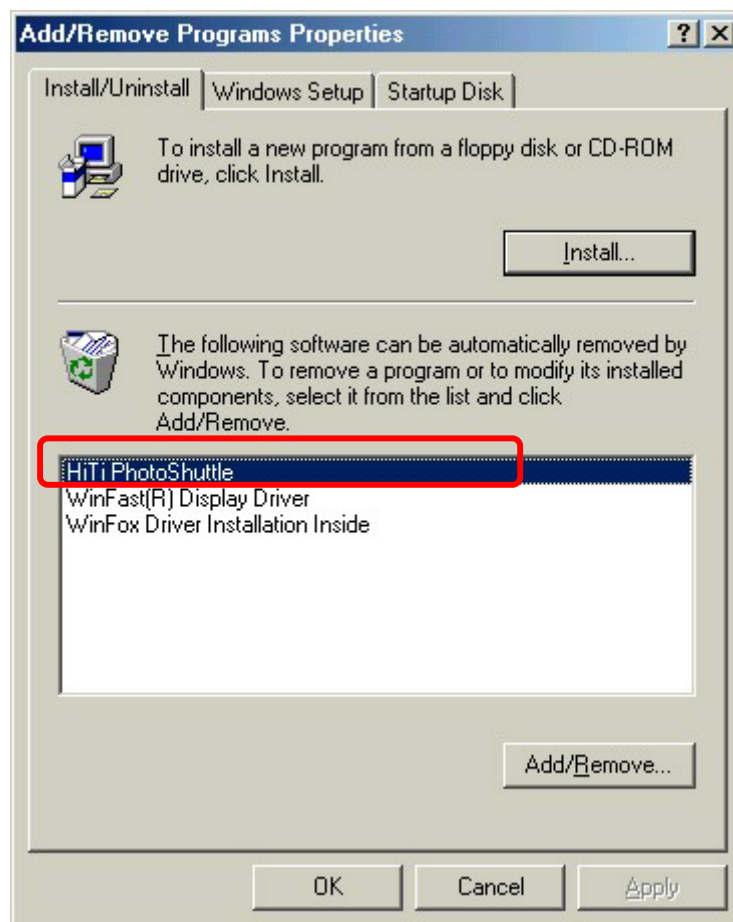 Add/Remove Programs Properties
Install/Uninstall Windows Setup Startup Disk
To install a new program from a floppy disk or CD-ROM
drive, click Install.
Install...
The following software can be automatically removed by
Windows. To remove a program or to modify its installed
components, select it from the list and click
Add/Remove.
HiTi PhotoShuttle
WinFast(R) Display Driver
WinFox Driver Installation Inside
Add/Remove...
OK Cancel Apply